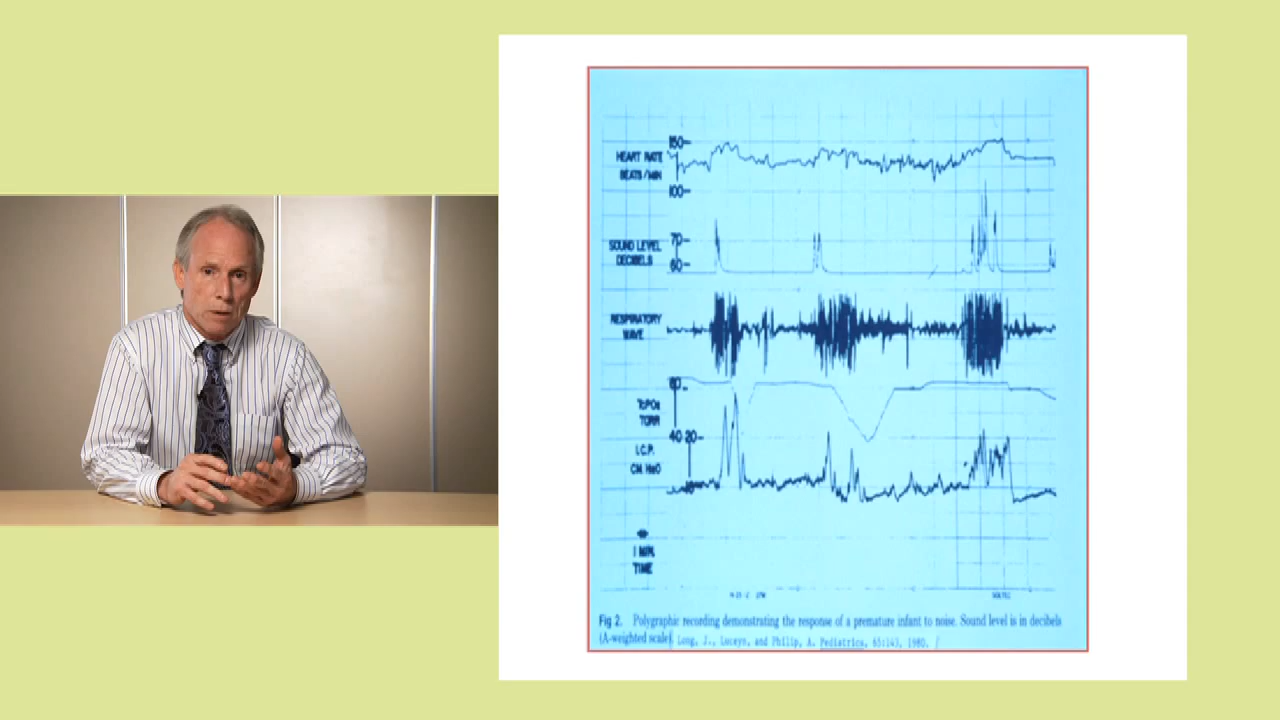 150
HEART RATE
BEATS/MIN
100
70
SOUND LEVEL
DECIBELS
60
RESPIRATORY
WAVE
80
TcPO₂
TORR
40 20
I.C.P.
CM H₂O
1 MIN.
TIME
Fig 2. Polygraphic recording demonstrating the response of a premature infant to noise. Sound level is in decibels
(A-weighted scale). Long, J., Luceyn, and Philip, A. Pediatrics, 65:143, 1980.